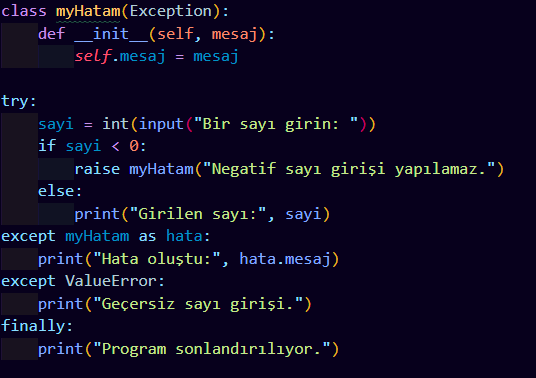 class myHatam(Exception):
    def __init__(self, mesaj):
        self.mesaj = mesaj

try:
    sayi = int(input("Bir sayı girin: "))
    if sayi < 0:
        raise myHatam("Negatif sayı girişi yapılamaz.")
    else:
        print("Girilen sayı:", sayi)
except myHatam as hata:
    print("Hata oluştu:", hata.mesaj)
except ValueError:
    print("Geçersiz sayı girişi.")
finally:
    print("Program sonlandırılıyor.")